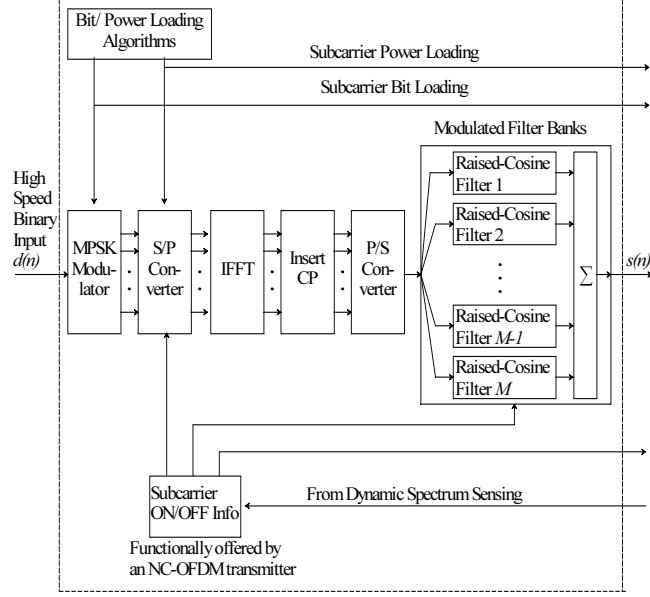 Bit/ Power Loading
Algorithms
Subcarrier Power Loading
Subcarrier Bit Loading
Modulated Filter Banks
High
Speed
Binary
Input
d(n)
MPSK
Modu-
lator
S/P
Con-
verter
IFFT
Insert
CP
P/S
Con-
verter
Raised-Cosine
Filter 1
Raised-Cosine
Filter 2
Raised-Cosine
Filter M-1
Raised-Cosine
Filter M
Σ
s(n)
Subcarrier
ON/OFF Info
From Dynamic Spectrum Sensing
Functionally offered by
an NC-OFDM transmitter